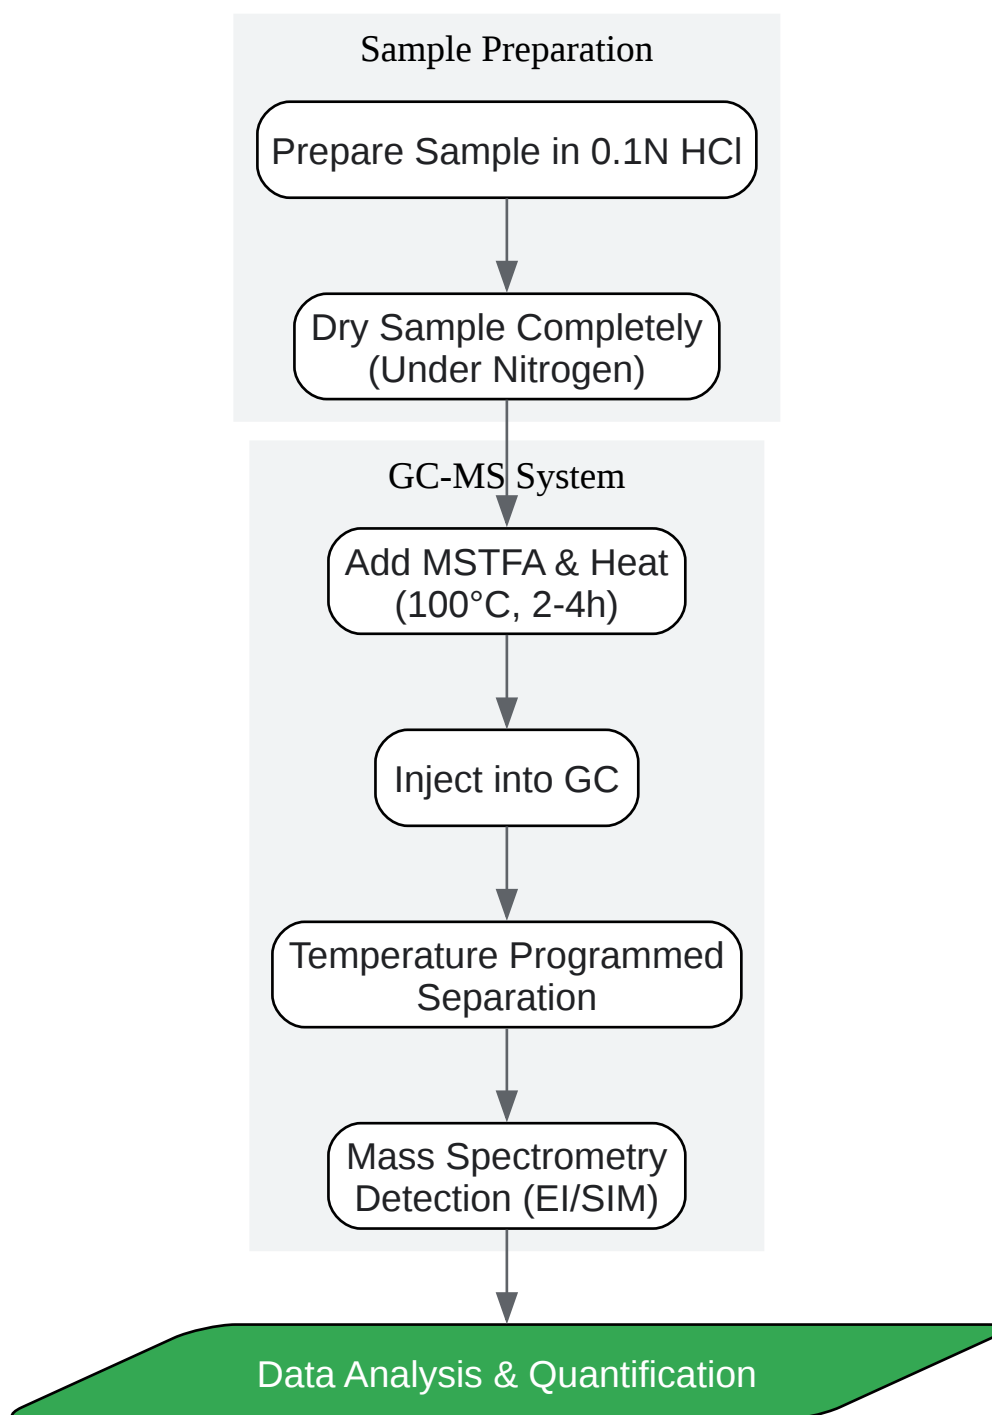 Sample Preparation
Prepare Sample in 0.1N HCl
Dry Sample Completely
(Under Nitrogen)
GC-MS System
Add MSTFA & Heat
(100°C, 2-4h)
Inject into GC
Temperature Programmed
Separation
Mass Spectrometry
Detection (EI/SIM)
Data Analysis & Quantification